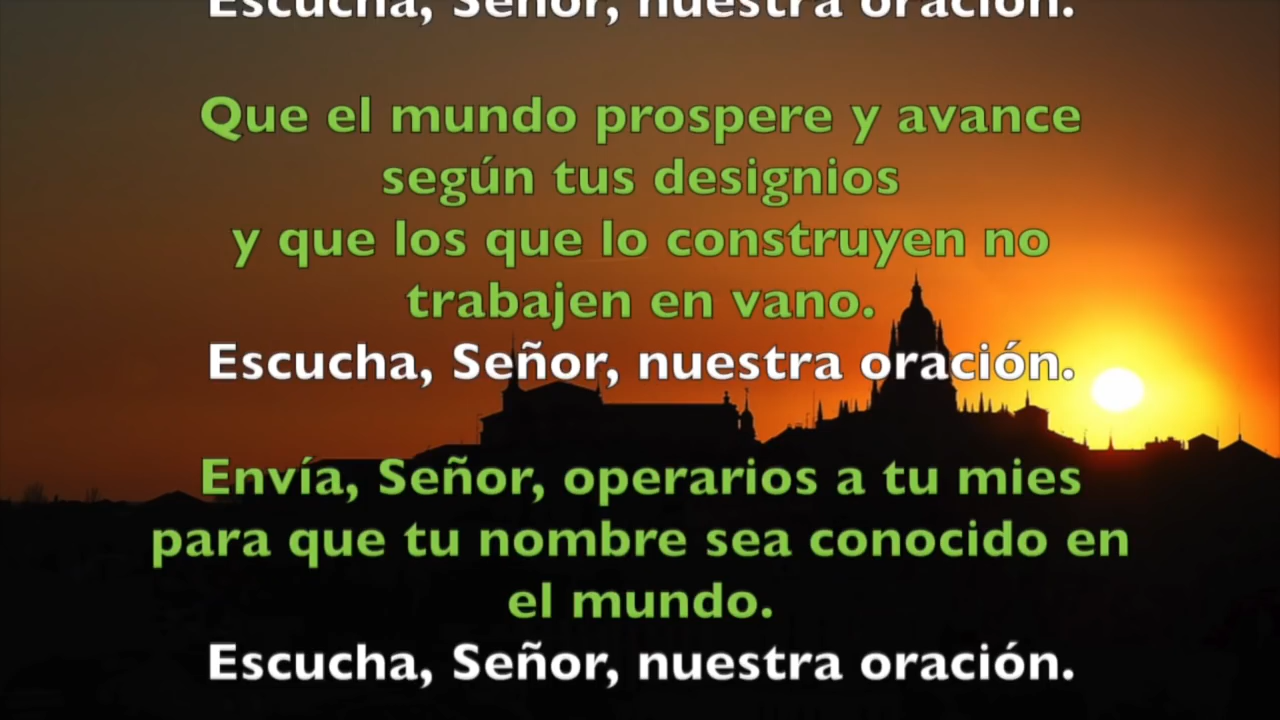 Escucha, Señor, nuestra oración.
Que el mundo prospere y avance
según tus designios
y que los que lo construyen no
trabajen en vano.
Escucha, Señor, nuestra oración.
Envía, Señor, operarios a tu mies
para que tu nombre sea conocido en
el mundo.
Escucha, Señor, nuestra oración.